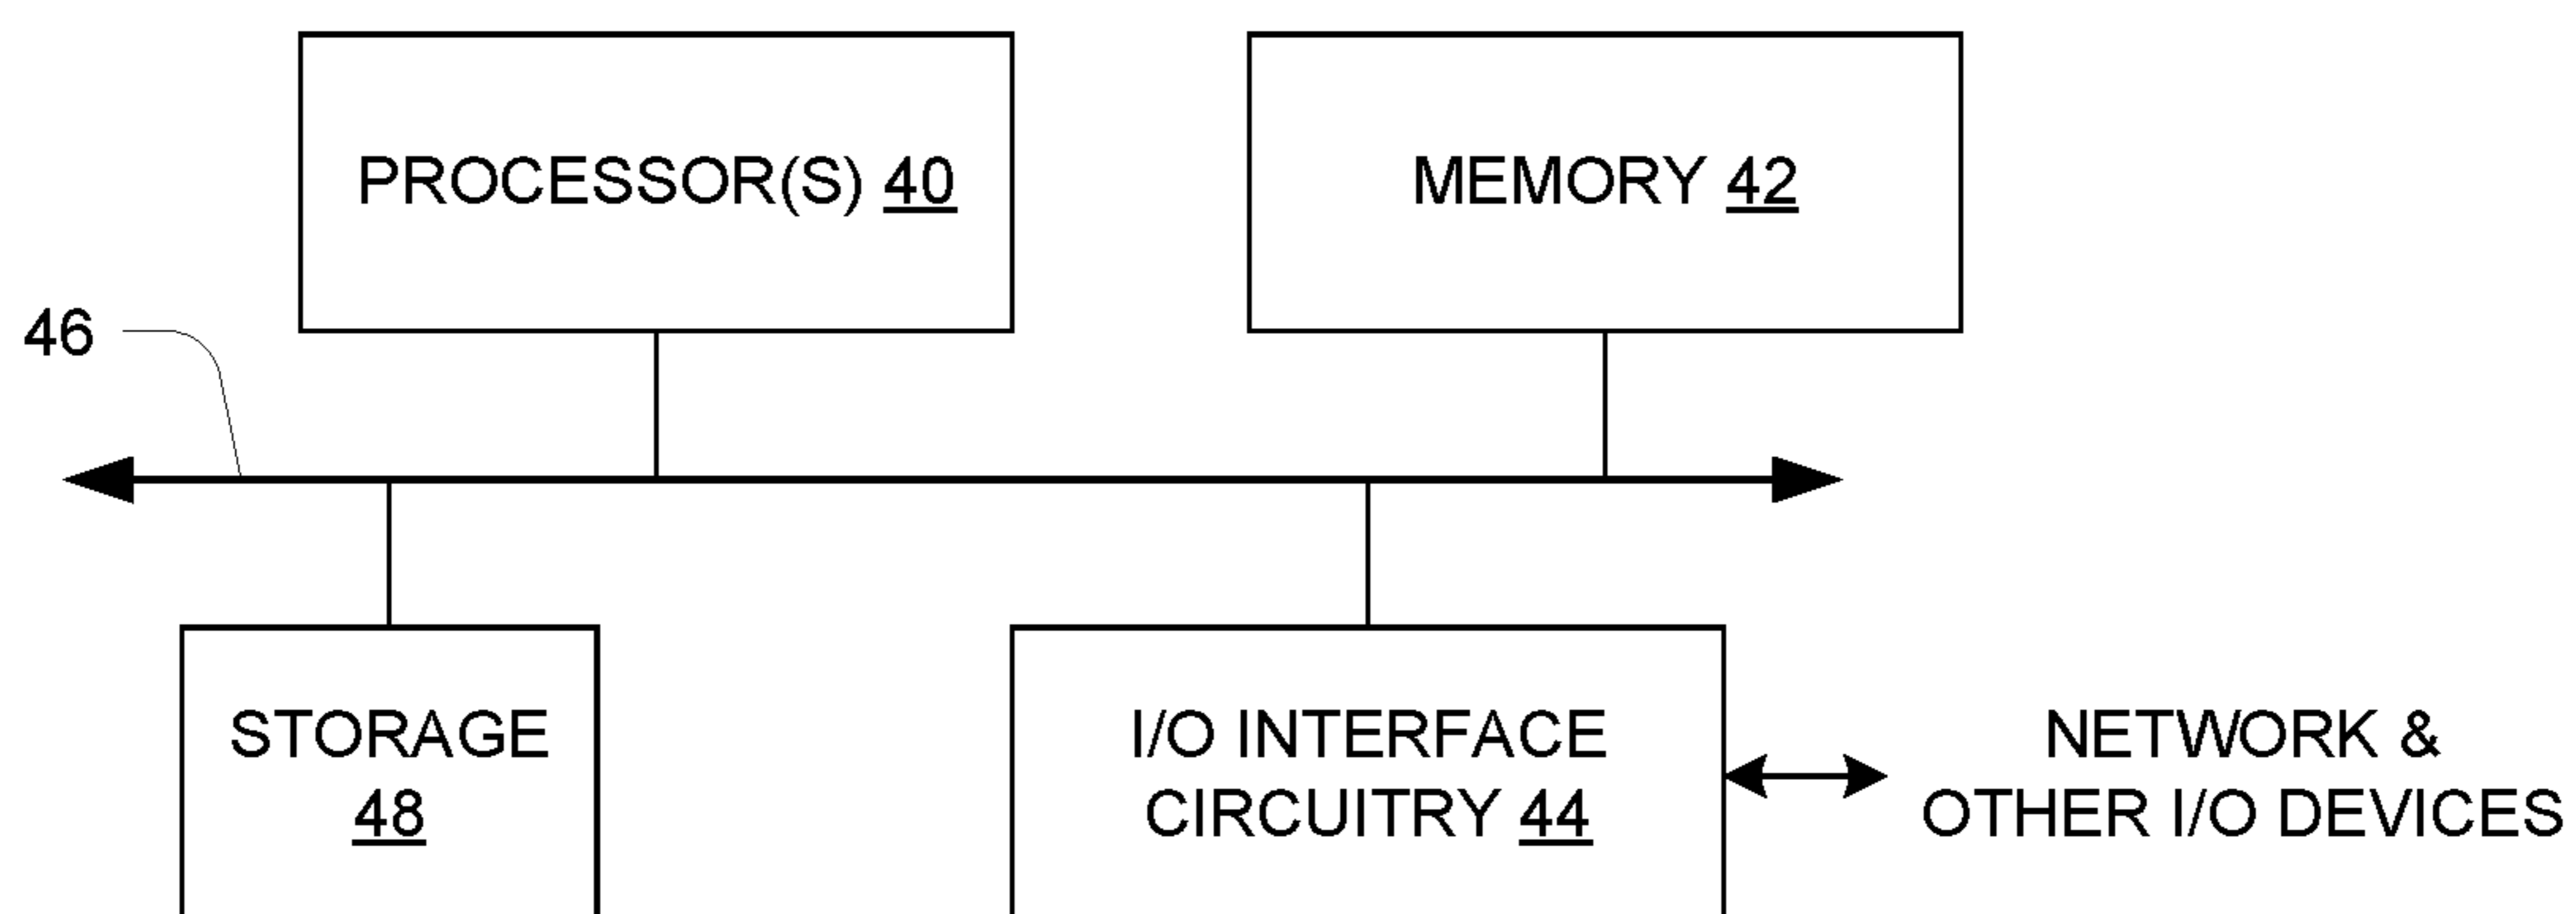 PROCESSOR(S) 40
MEMORY 42
46
STORAGE
48
I/O INTERFACE
CIRCUITRY 44
NETWORK &
OTHER I/O DEVICES